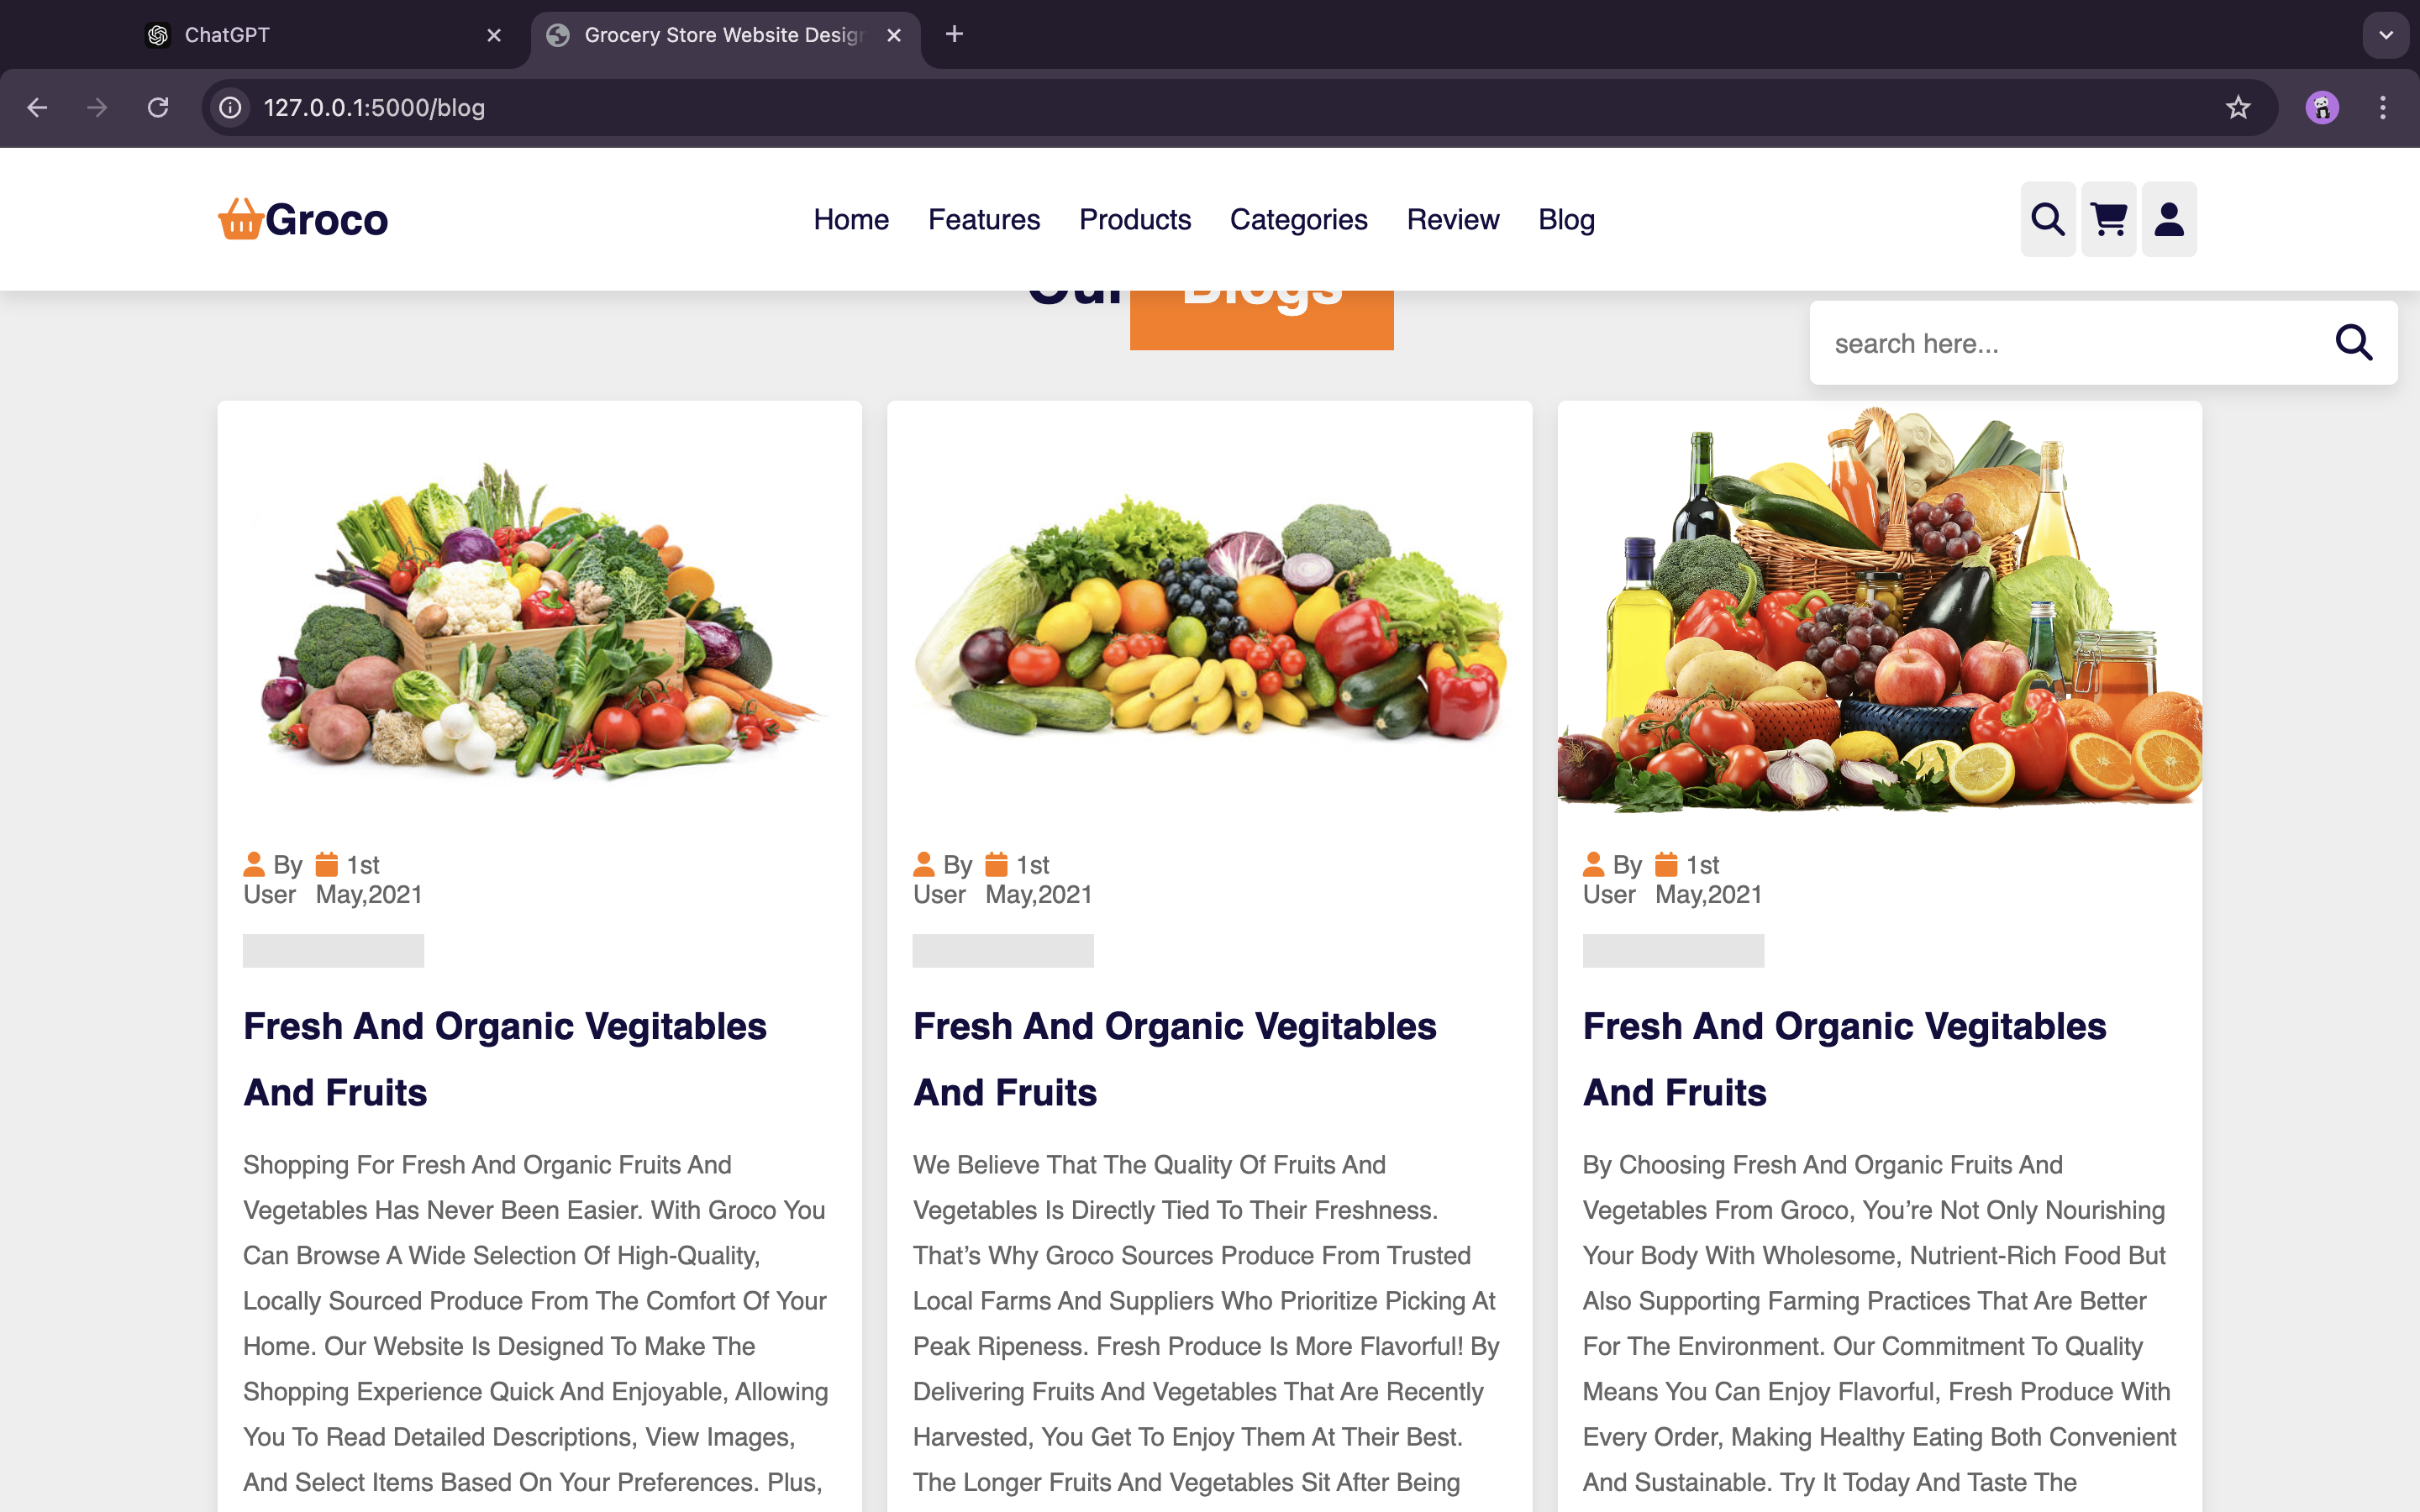 ChatGPT
Grocery Store Website Desig
127.0.0.1:5000/blog
Groco
Home Features Products Categories Review Blog
Our Blogs
search here...
By User 1st May,2021
Fresh And Organic Vegitables
And Fruits
Shopping For Fresh And Organic Fruits And
Vegetables Has Never Been Easier. With Groco You
Can Browse A Wide Selection Of High-Quality,
Locally Sourced Produce From The Comfort Of Your
Home. Our Website Is Designed To Make The
Shopping Experience Quick And Enjoyable, Allowing
You To Read Detailed Descriptions, View Images,
And Select Items Based On Your Preferences. Plus,
By User 1st May,2021
Fresh And Organic Vegitables
And Fruits
We Believe That The Quality Of Fruits And
Vegetables Is Directly Tied To Their Freshness.
That’s Why Groco Sources Produce From Trusted
Local Farms And Suppliers Who Prioritize Picking At
Peak Ripeness. Fresh Produce Is More Flavorful! By
Delivering Fruits And Vegetables That Are Recently
Harvested, You Get To Enjoy Them At Their Best.
The Longer Fruits And Vegetables Sit After Being
By User 1st May,2021
Fresh And Organic Vegitables
And Fruits
By Choosing Fresh And Organic Fruits And
Vegetables From Groco, You’re Not Only Nourishing
Your Body With Wholesome, Nutrient-Rich Food But
Also Supporting Farming Practices That Are Better
For The Environment. Our Commitment To Quality
Means You Can Enjoy Flavorful, Fresh Produce With
Every Order, Making Healthy Eating Both Convenient
And Sustainable. Try It Today And Taste The